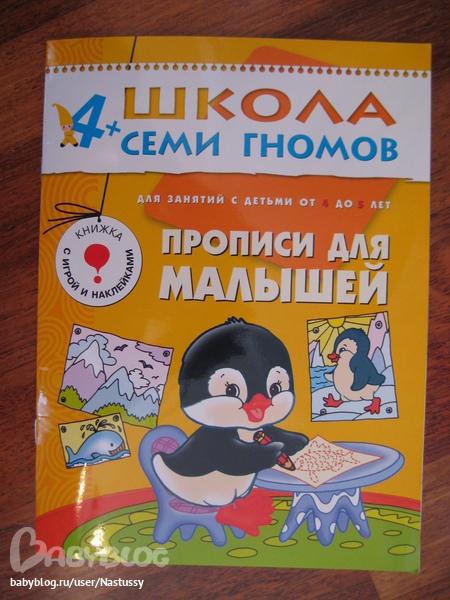 4+
ШКОЛА
СЕМИ ГНОМОВ
ДЛЯ ЗАНЯТИЙ С ДЕТЬМИ ОТ 4 ДО 5 ЛЕТ
КНИЖКА
С ИГРОЙ И НАКЛЕЙКАМИ
ПРОПИСИ ДЛЯ
МАЛЫШЕЙ
BABYBLOG
babyblog.ru/user/Nastussy